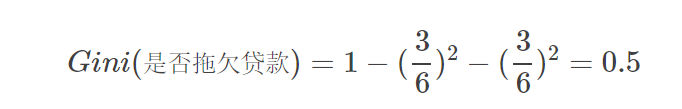 Gini(是否拖欠贷款) = 1 − (3/6)² − (3/6)² = 0.5